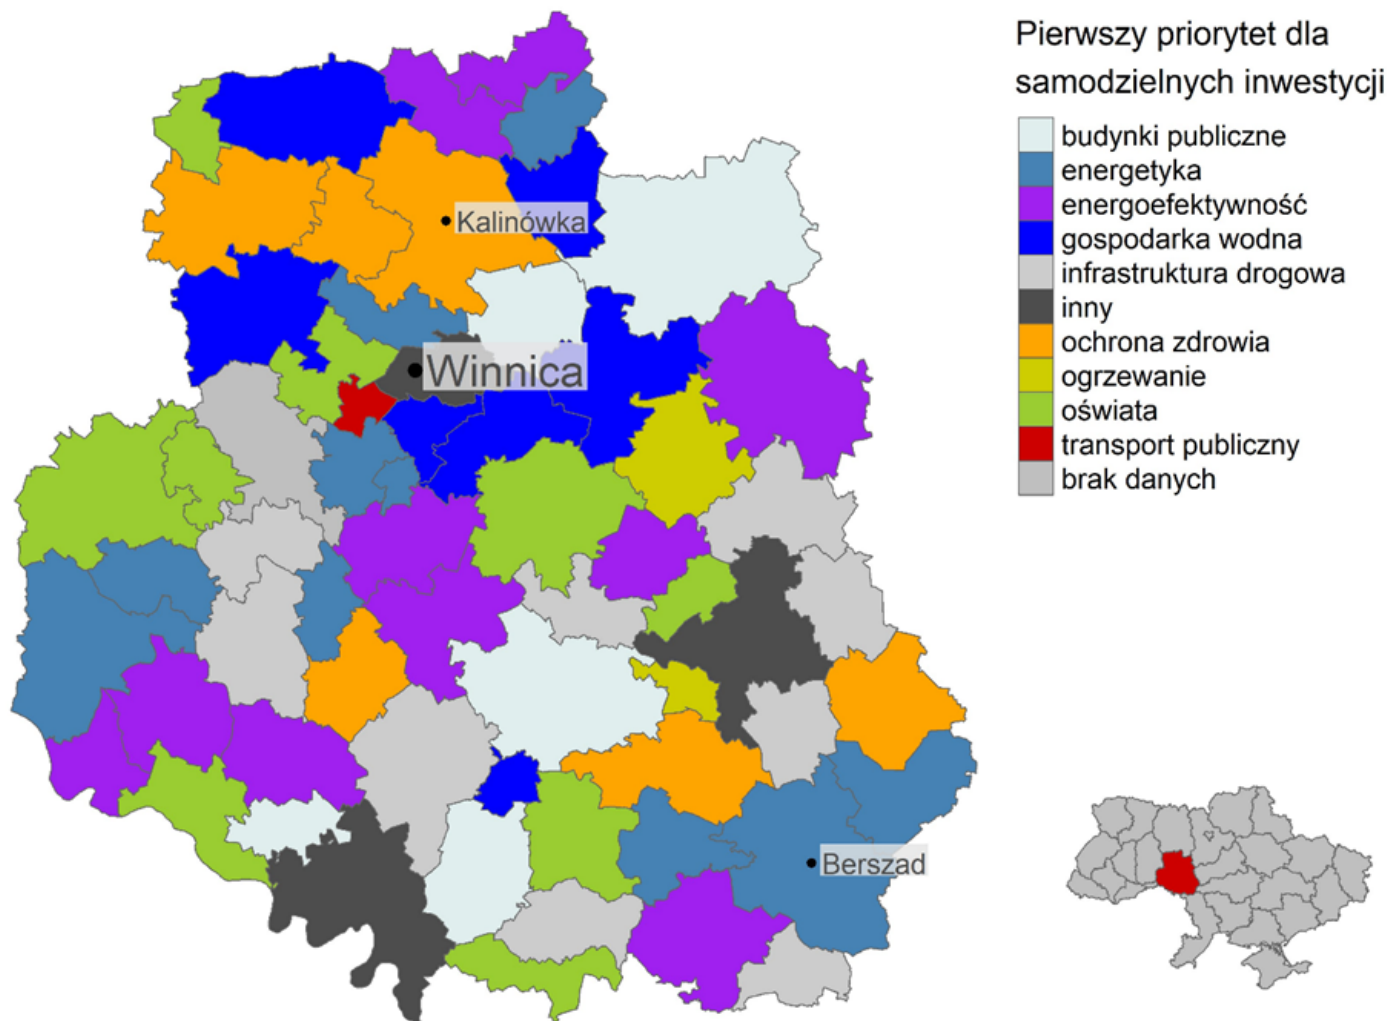 Pierwszy priorytet dla
samodzielnych inwestycji
budynki publiczne
energetyka
energoefektywność
gospodarka wodna
infrastruktura drogowa
inny
ochrona zdrowia
ogrzewanie
oświata
transport publiczny
brak danych
Kalinówka
Winnica
Berszad